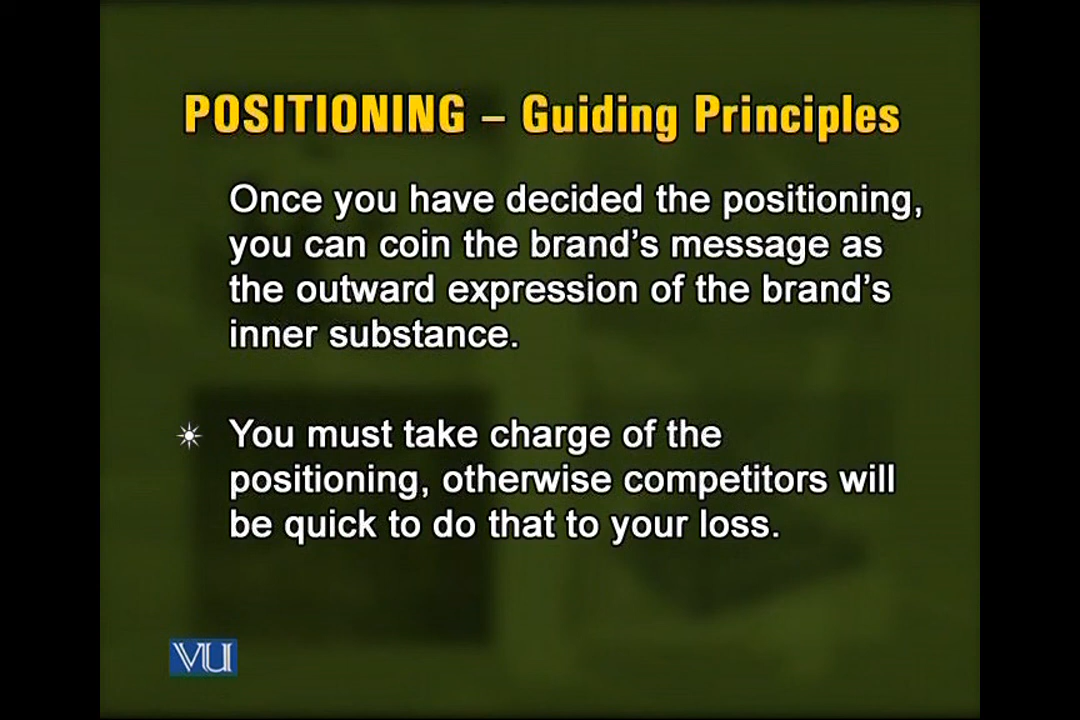 POSITIONING – Guiding Principles
Once you have decided the positioning,
you can coin the brand’s message as
the outward expression of the brand’s
inner substance.
You must take charge of the
positioning, otherwise competitors will
be quick to do that to your loss.
VU